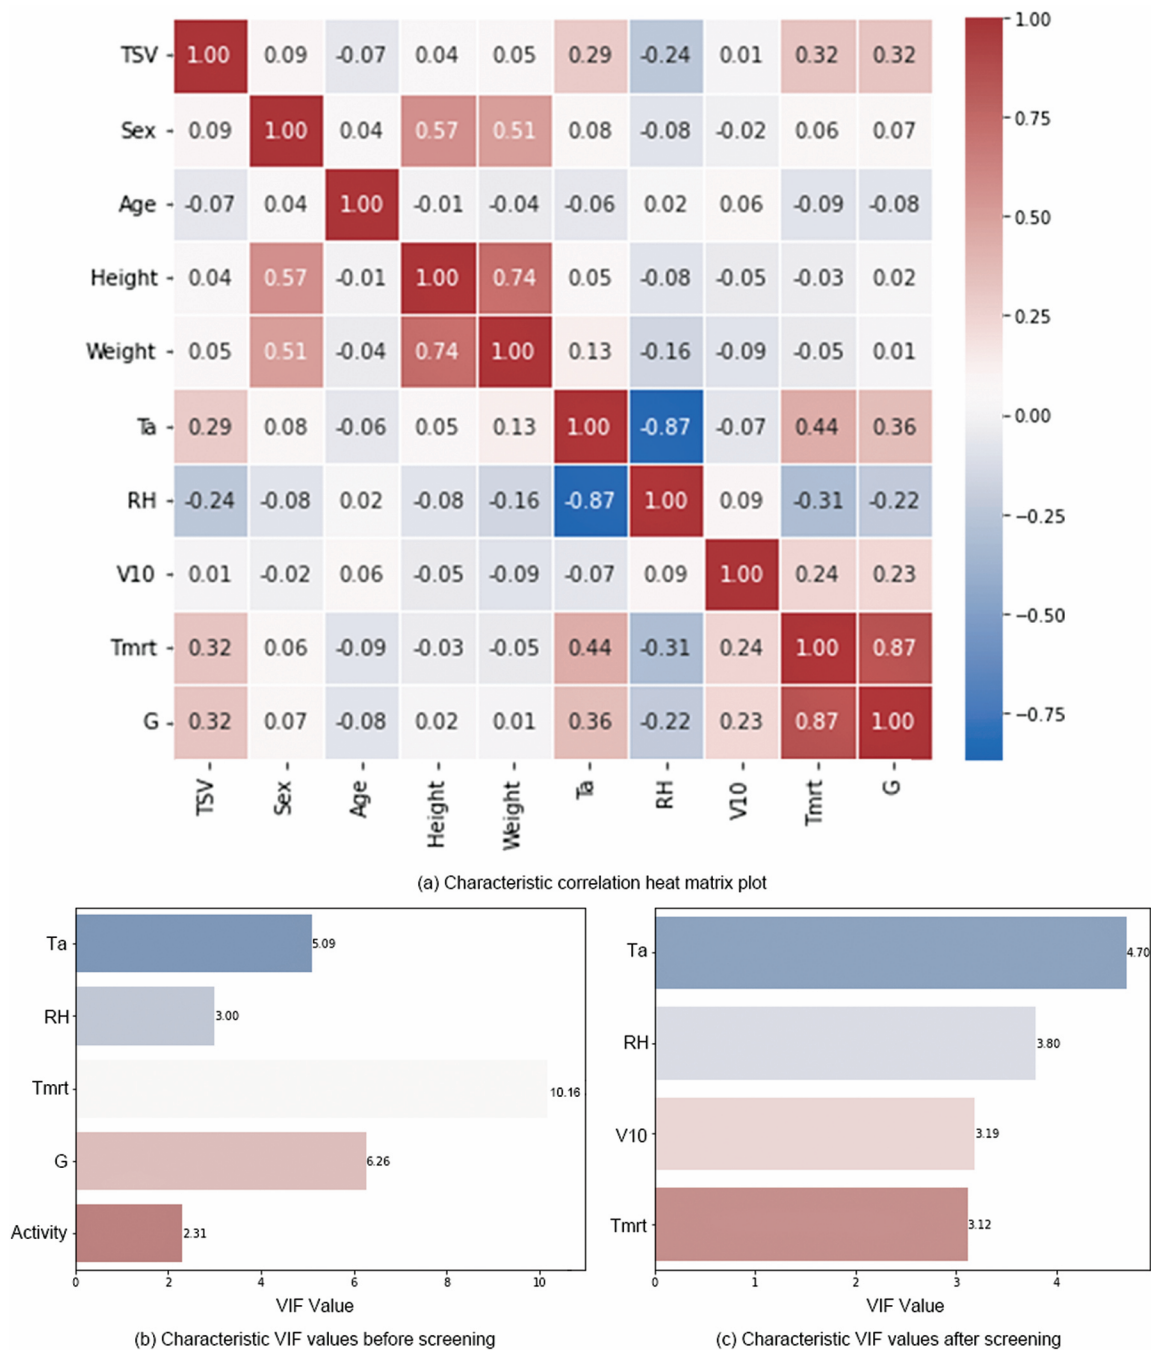 TSV 1.00 0.09 -0.07 0.04 0.05 0.29 -0.24 0.01 0.32 0.32
Sex 0.09 1.00 0.04 0.57 0.51 0.08 -0.08 -0.02 0.06 0.07
Age -0.07 0.04 1.00 -0.01 -0.04 -0.06 0.02 0.06 -0.09 -0.08
Height 0.04 0.57 -0.01 1.00 0.74 0.05 -0.08 -0.05 -0.03 0.02
Weight 0.05 0.51 -0.04 0.74 1.00 0.13 -0.16 -0.09 -0.05 0.01
Ta 0.29 0.08 -0.06 0.05 0.13 1.00 -0.87 -0.07 0.44 0.36
RH -0.24 -0.08 0.02 -0.08 -0.16 -0.87 1.00 0.09 -0.31 -0.22
V10 0.01 -0.02 0.06 -0.05 -0.09 -0.07 0.09 1.00 0.24 0.23
Tmrt 0.32 0.06 -0.09 -0.03 -0.05 0.44 -0.31 0.24 1.00 0.87
G 0.32 0.07 -0.08 0.02 0.01 0.36 -0.22 0.23 0.87 1.00
TSV Sex Age Height Weight Ta RH V10 Tmrt G
1.00
0.75
0.50
0.25
0.00
−0.25
−0.50
−0.75
(a) Characteristic correlation heat matrix plot
Ta 5.09
RH 3.00
Tmrt 10.16
G 6.26
Activity 2.31
0 2 4 6 8 10
VIF Value
(b) Characteristic VIF values before screening
Ta 4.70
RH 3.80
V10 3.19
Tmrt 3.12
0 1 2 3 4
VIF Value
(c) Characteristic VIF values after screening